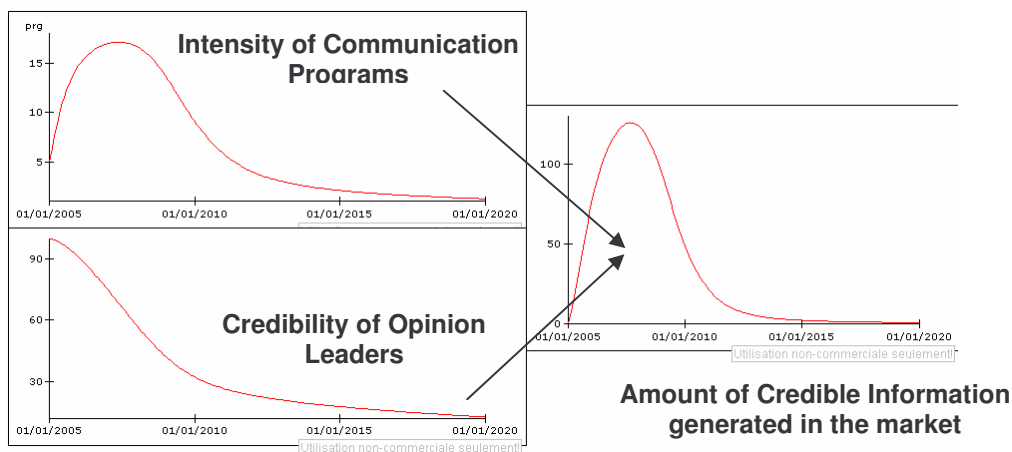 prg
Intensity of Communication
Programs
15
10
5
01/01/2005 01/01/2010 01/01/2015 01/01/2020
90
60
30
Credibility of Opinion
Leaders
01/01/2005 01/01/2010 01/01/2015 01/01/2020
Utilisation non-commerciale seulement!
100
50
0
01/01/2005 01/01/2010 01/01/2015 01/01/2020
Utilisation non-commerciale seulement!
Amount of Credible Information
generated in the market